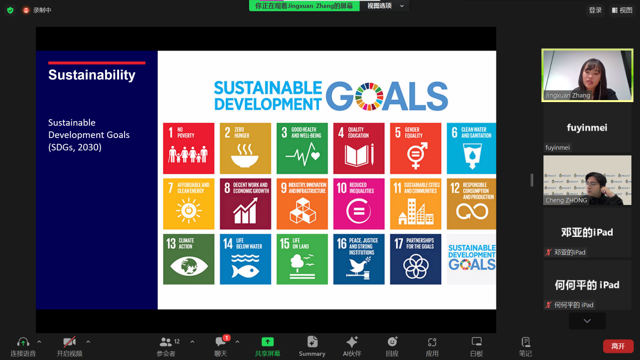 录制中
你正在观看Jingxuan Zhang的屏幕
视图选项
登录
视图
Sustainability
Sustainable
Development Goals
(SDGs, 2030)
SUSTAINABLE
DEVELOPMENT
GOALS
1 NO
POVERTY
2 ZERO
HUNGER
3 GOOD HEALTH
AND WELL-BEING
4 QUALITY
EDUCATION
5 GENDER
EQUALITY
6 CLEAN WATER
AND SANITATION
7 AFFORDABLE AND
CLEAN ENERGY
8 DECENT WORK AND
ECONOMIC GROWTH
9 INDUSTRY, INNOVATION
AND INFRASTRUCTURE
10 REDUCED
INEQUALITIES
11 SUSTAINABLE CITIES
AND COMMUNITIES
12 RESPONSIBLE
CONSUMPTION
AND PRODUCTION
13 CLIMATE
ACTION
14 LIFE
BELOW WATER
15 LIFE
ON LAND
16 PEACE, JUSTICE
AND STRONG
INSTITUTIONS
17 PARTNERSHIPS
FOR THE GOALS
SUSTAINABLE
DEVELOPMENT
GOALS
Jingxuan Zhang
fuyinmei
fuyinmei
Cheng ZHONG
邓亚的iPad
邓亚的iPad
何何平的 iPad
何何平的 iPad
连接语音
开启视频
参会者
12
聊天
共享屏幕
Summary
AI伙伴
回应
应用
白板
笔记
离开